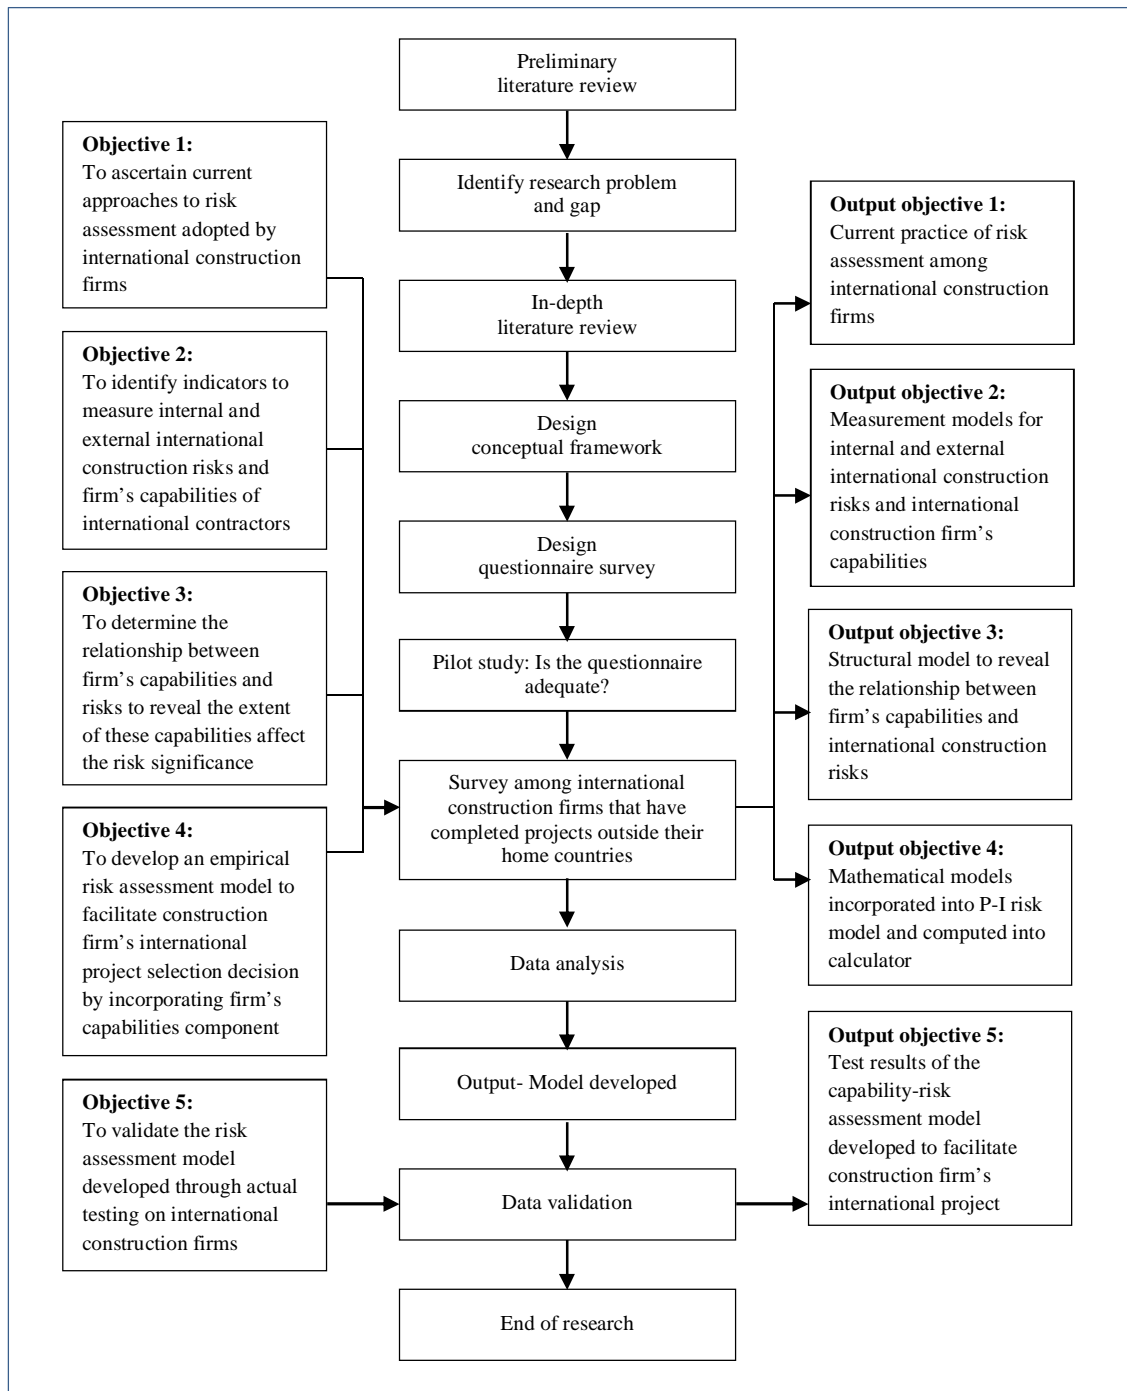 Preliminary
literature review
Identify research problem
and gap
In-depth
literature review
Design
conceptual framework
Design
questionnaire survey
Pilot study: Is the questionnaire
adequate?
Survey among international
construction firms that have
completed projects outside their
home countries
Data analysis
Output- Model developed
Data validation
End of research
Objective 1:
To ascertain current
approaches to risk
assessment adopted by
international construction
firms
Objective 2:
To identify indicators to
measure internal and
external international
construction risks and
firm's capabilities of
international contractors
Objective 3:
To determine the
relationship between
firm's capabilities and
risks to reveal the extent
of these capabilities affect
the risk significance
Objective 4:
To develop an empirical
risk assessment model to
facilitate construction
firm's international
project selection decision
by incorporating firm's
capabilities component
Objective 5:
To validate the risk
assessment model
developed through actual
testing on international
construction firms
Output objective 1:
Current practice of risk
assessment among
international construction
firms
Output objective 2:
Measurement models for
internal and external
international construction
risks and international
construction firm's
capabilities
Output objective 3:
Structural model to reveal
the relationship between
firm's capabilities and
international construction
risks
Output objective 4:
Mathematical models
incorporated into P-I risk
model and computed into
calculator
Output objective 5:
Test results of the
capability-risk
assessment model
developed to facilitate
construction firm's
international project